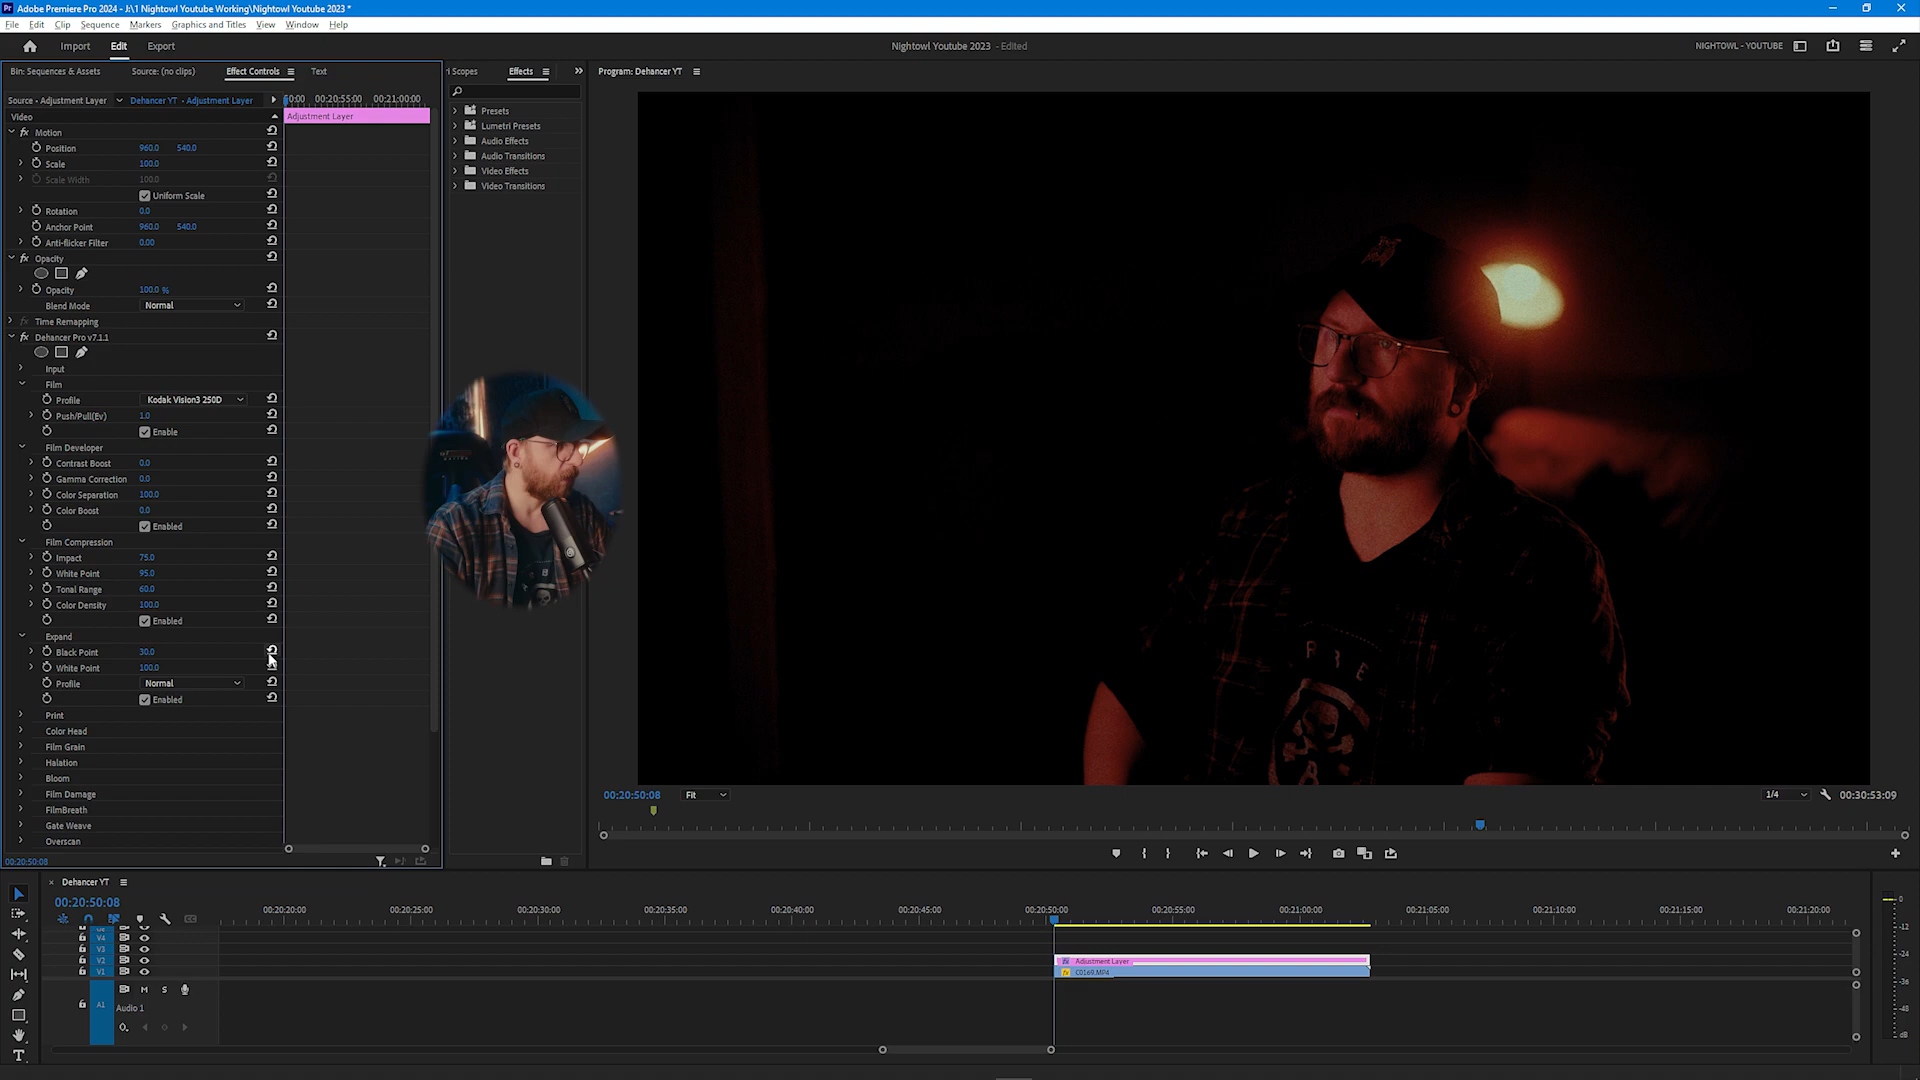 Adobe Premiere Pro 2024 - J:\1 Nightowl Youtube Working\Nightowl Youtube 2023 *
File Edit Clip Sequence Markers Graphics and Titles View Window Help
Import Edit Export
Nightowl Youtube 2023 - Edited
NIGHTOWL - YOUTUBE
Bin: Sequences & Assets Source: (no clips) Effect Controls Text
Scopes Effects
Program: Dehancer YT
Source • Adjustment Layer Dehancer YT • Adjustment Layer
00:20:55:00 00:21:00:00
Video
Adjustment Layer
fx Motion
Position 960.0 540.0
Scale 100.0
Scale Width 100.0
Uniform Scale
Rotation 0.0
Anchor Point 960.0 540.0
Anti-flicker Filter 0.00
fx Opacity
Opacity 100.0 %
Blend Mode Normal
fx Time Remapping
fx Dehancer Pro v7.1.1
Input
Film
Profile Kodak Vision3 250D
Push/Pull(Ev) 1.0
Enable
Film Developer
Contrast Boost 0.0
Gamma Correction 0.0
Color Separation 100.0
Color Boost 0.0
Enabled
Film Compression
Impact 75.0
White Point 95.0
Tonal Range 60.0
Color Density 100.0
Enabled
Expand
Black Point 30.0
White Point 100.0
Profile Normal
Enabled
Print
Color Head
Film Grain
Halation
Bloom
Film Damage
FilmBreath
Gate Weave
Overscan
00:20:50:08
Presets
Lumetri Presets
Audio Effects
Audio Transitions
Video Effects
Video Transitions
00:20:50:08 Fit 1/4 00:30:53:09
Dehancer YT
00:20:50:08
00:20:20:00 00:20:25:00 00:20:30:00 00:20:35:00 00:20:40:00 00:20:45:00 00:20:50:00 00:20:55:00 00:21:00:00 00:21:05:00 00:21:10:00 00:21:15:00 00:21:20:00
V4
V3
V2
V1
Adjustment Layer
C0169.MP4
A1 M S
Audio 1
0
-12
-24
-36
-48
dB